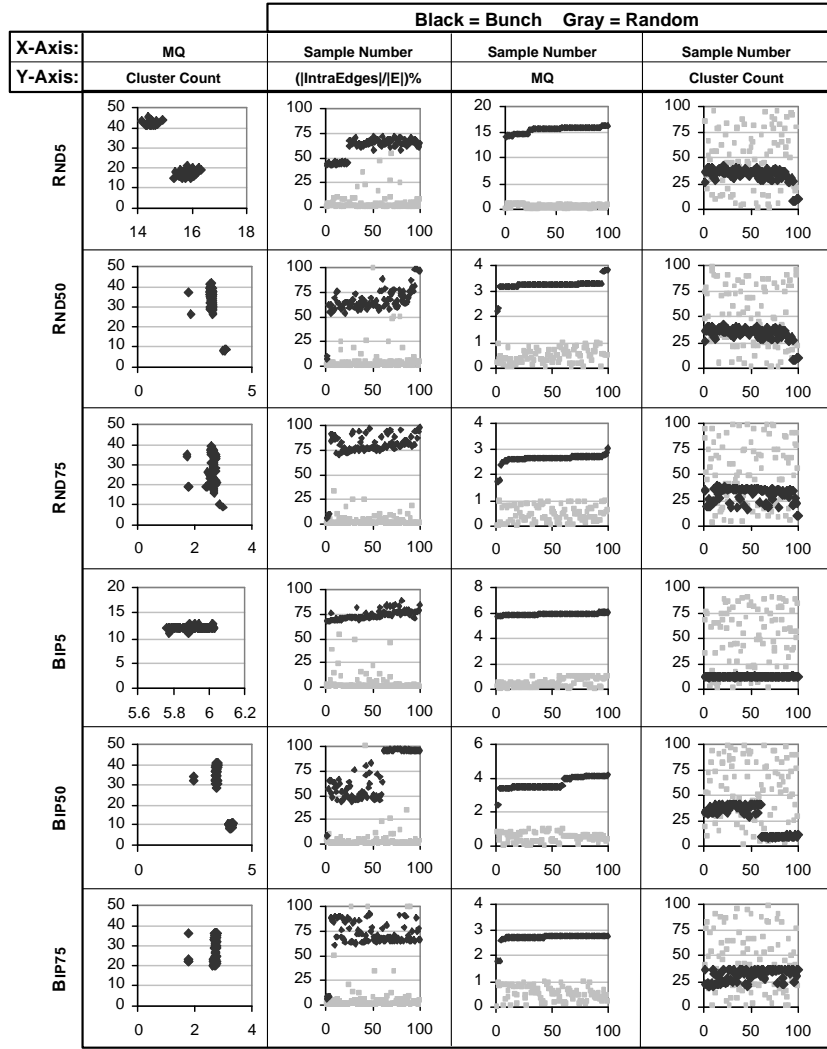 Black = Bunch Gray = Random
X-Axis: MQ Sample Number Sample Number Sample Number
Y-Axis: Cluster Count (|IntraEdges|/|E|)% MQ Cluster Count
RND5
50 40 30 20 10 0
14 16 18
100 75 50 25 0
0 50 100
20 15 10 5 0
0 50 100
100 75 50 25 0
0 50 100
RND50
50 40 30 20 10 0
0 5
100 75 50 25 0
0 50 100
4 3 2 1 0
0 50 100
100 75 50 25 0
0 50 100
RND75
50 40 30 20 10 0
0 2 4
100 75 50 25 0
0 50 100
4 3 2 1 0
0 50 100
100 75 50 25 0
0 50 100
BIP5
20 15 10 5 0
5.6 5.8 6 6.2
100 75 50 25 0
0 50 100
8 6 4 2 0
0 50 100
100 75 50 25 0
0 50 100
BIP50
50 40 30 20 10 0
0 5
100 75 50 25 0
0 50 100
6 4 2 0
0 50 100
100 75 50 25 0
0 50 100
BIP75
50 40 30 20 10 0
0 2 4
100 75 50 25 0
0 50 100
4 3 2 1 0
0 50 100
100 75 50 25 0
0 50 100